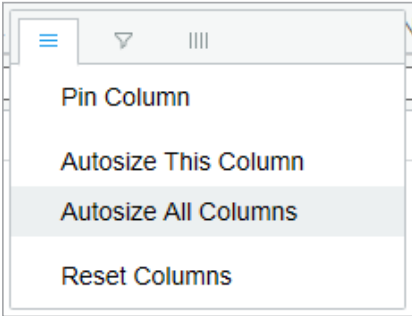 Pin Column
Autosize This Column
Autosize All Columns
Reset Columns